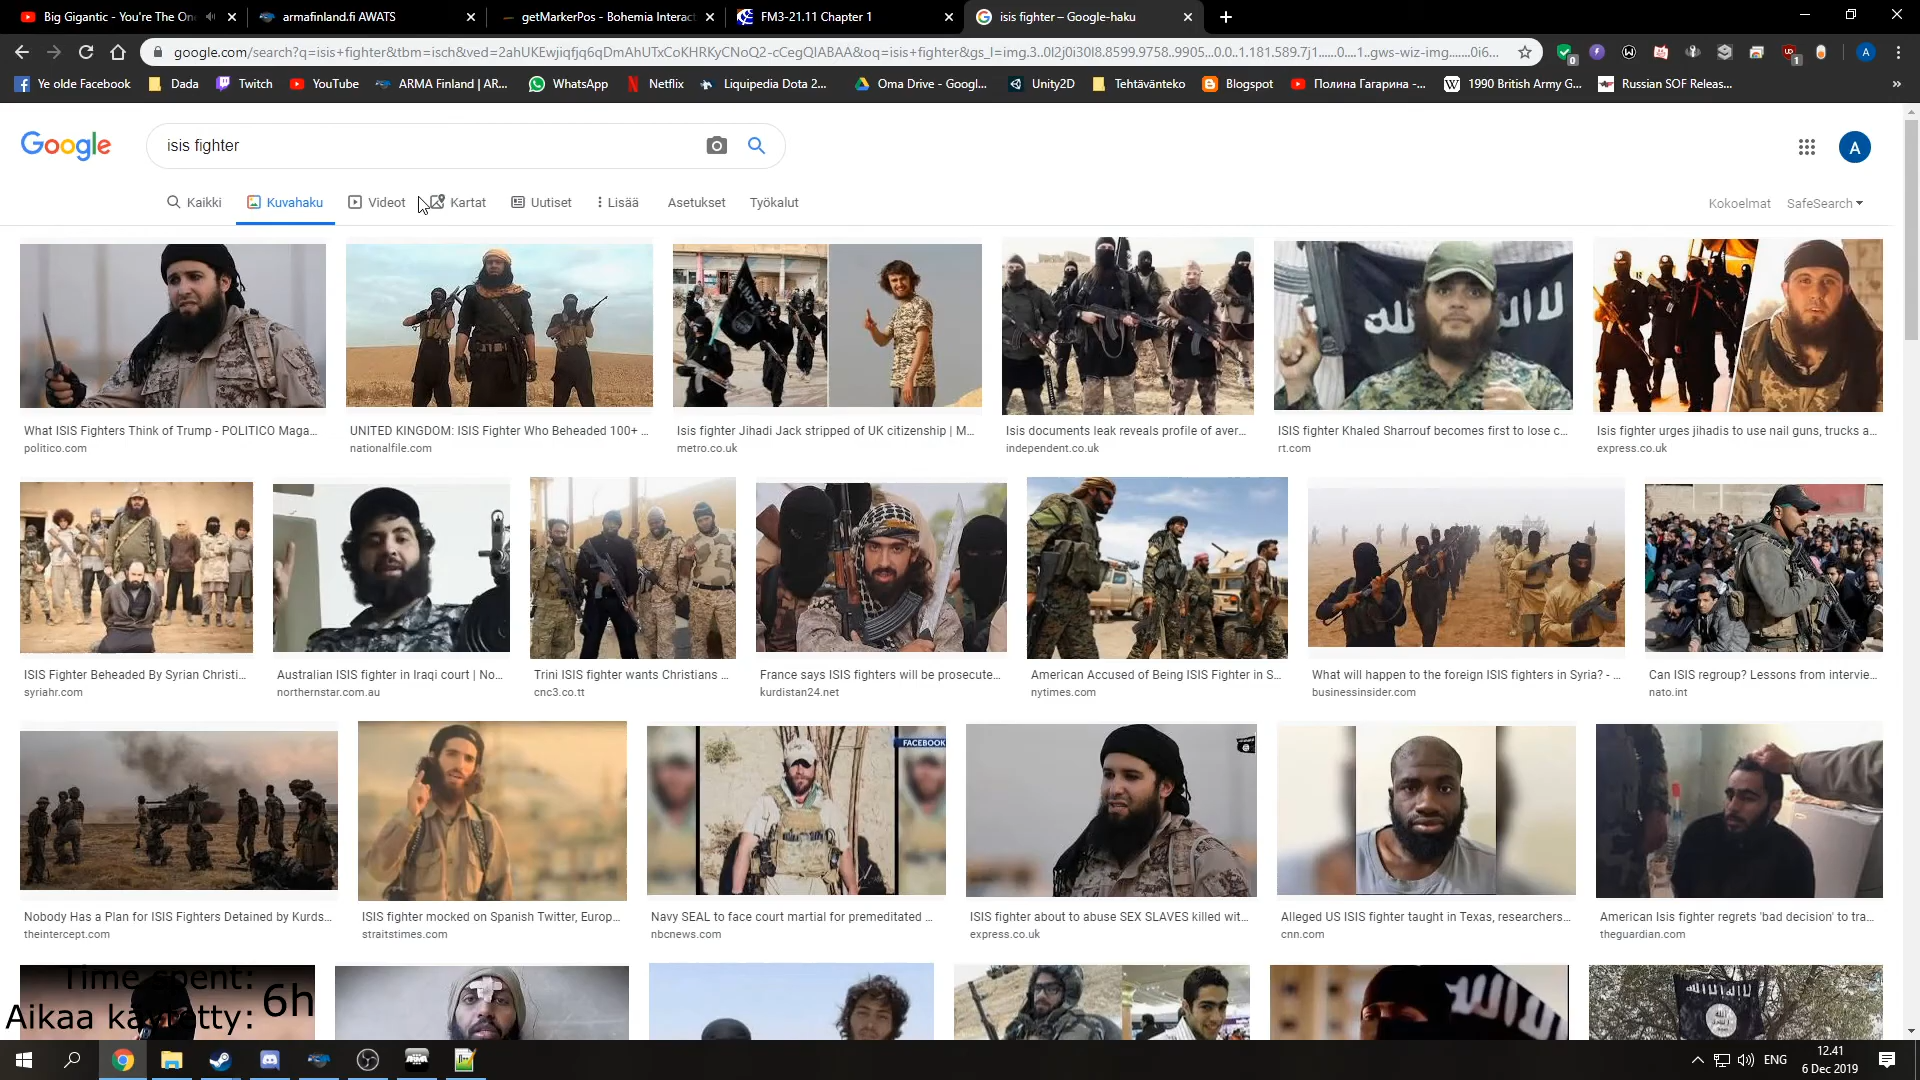 Big Gigantic - You're The One
armafinland.fi AWATS
getMarkerPos - Bohemia Interact
FM3-21.11 Chapter 1
isis fighter – Google-haku
google.com/search?q=isis+fighter&tbm=isch&ved=2ahUKEwjiqfjq6qDmAhUTxCoKHRKyCNoQ2-cCegQIABAA&oq=isis+fighter&gs_l=img.3..0l2j0i30l8.8599.9758..9905...0.0..1.181.589.7j1......0....1..gws-wiz-img.......0i6...
Ye olde Facebook
Dada
Twitch
YouTube
ARMA Finland | AR...
WhatsApp
Netflix
Liquipedia Dota 2...
Oma Drive - Googl...
Unity2D
Tehtävänteko
Blogspot
Полина Гагарина -...
1990 British Army G...
Russian SOF Releas...
»
Google
isis fighter
A
Kaikki
Kuvahaku
Videot
Kartat
Uutiset
Lisää
Asetukset
Työkalut
Kokoelmat
SafeSearch
What ISIS Fighters Think of Trump - POLITICO Maga...
politico.com
UNITED KINGDOM: ISIS Fighter Who Beheaded 100+ ...
nationalfile.com
Isis fighter Jihadi Jack stripped of UK citizenship | M...
metro.co.uk
Isis documents leak reveals profile of aver...
independent.co.uk
ISIS fighter Khaled Sharrouf becomes first to lose c...
rt.com
Isis fighter urges jihadis to use nail guns, trucks a...
express.co.uk
ISIS Fighter Beheaded By Syrian Christi...
syriahr.com
Australian ISIS fighter in Iraqi court | No...
northernstar.com.au
Trini ISIS fighter wants Christians ...
cnc3.co.tt
France says ISIS fighters will be prosecute...
kurdistan24.net
American Accused of Being ISIS Fighter in S...
nytimes.com
What will happen to the foreign ISIS fighters in Syria? - ...
businessinsider.com
Can ISIS regroup? Lessons from intervie...
nato.int
FACEBOOK
Nobody Has a Plan for ISIS Fighters Detained by Kurds...
theintercept.com
ISIS fighter mocked on Spanish Twitter, Europ...
straitstimes.com
Navy SEAL to face court martial for premeditated ...
nbcnews.com
ISIS fighter about to abuse SEX SLAVES killed wit...
express.co.uk
Alleged US ISIS fighter taught in Texas, researchers...
cnn.com
American Isis fighter regrets 'bad decision' to tra...
theguardian.com
Time spent:
Aikaa käytetty: 6h
ENG
12.41
6 Dec 2019